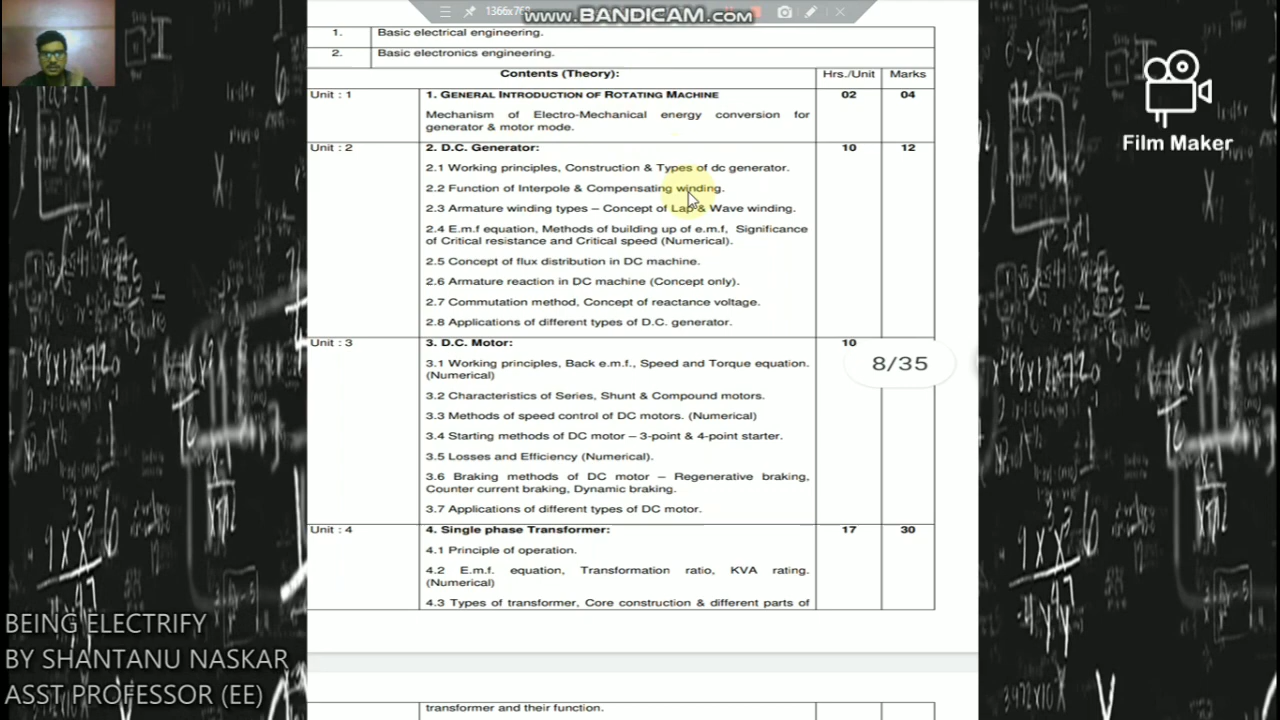 1366x768
www.BANDICAM.com
1. Basic electrical engineering.
2. Basic electronics engineering.
Contents (Theory): Hrs./Unit Marks
Unit : 1 1. GENERAL INTRODUCTION OF ROTATING MACHINE 02 04
Mechanism of Electro-Mechanical energy conversion for
generator & motor mode.
Unit : 2 2. D.C. Generator: 10 12
2.1 Working principles, Construction & Types of dc generator.
2.2 Function of Interpole & Compensating winding.
2.3 Armature winding types – Concept of Lap & Wave winding.
2.4 E.m.f equation, Methods of building up of e.m.f, Significance
of Critical resistance and Critical speed (Numerical).
2.5 Concept of flux distribution in DC machine.
2.6 Armature reaction in DC machine (Concept only).
2.7 Commutation method, Concept of reactance voltage.
2.8 Applications of different types of D.C. generator.
Unit : 3 3. D.C. Motor: 10
8/35
3.1 Working principles, Back e.m.f., Speed and Torque equation.
(Numerical)
3.2 Characteristics of Series, Shunt & Compound motors.
3.3 Methods of speed control of DC motors. (Numerical)
3.4 Starting methods of DC motor – 3-point & 4-point starter.
3.5 Losses and Efficiency (Numerical).
3.6 Braking methods of DC motor – Regenerative braking,
Counter current braking, Dynamic braking.
3.7 Applications of different types of DC motor.
Unit : 4 4. Single phase Transformer: 17 30
4.1 Principle of operation.
4.2 E.m.f. equation, Transformation ratio, KVA rating.
(Numerical)
4.3 Types of transformer, Core construction & different parts of
transformer and their function.
Film Maker
BEING ELECTRIFY
BY SHANTANU NASKAR
ASST PROFESSOR (EE)